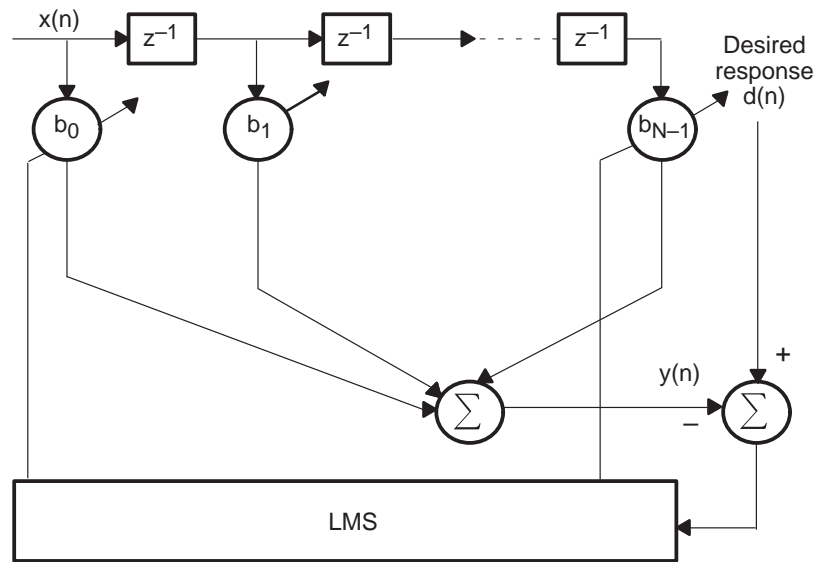 x(n)
z–1
z–1
z–1
Desired
response
d(n)
b0
b1
bN–1
+
y(n)
–
Σ
Σ
LMS